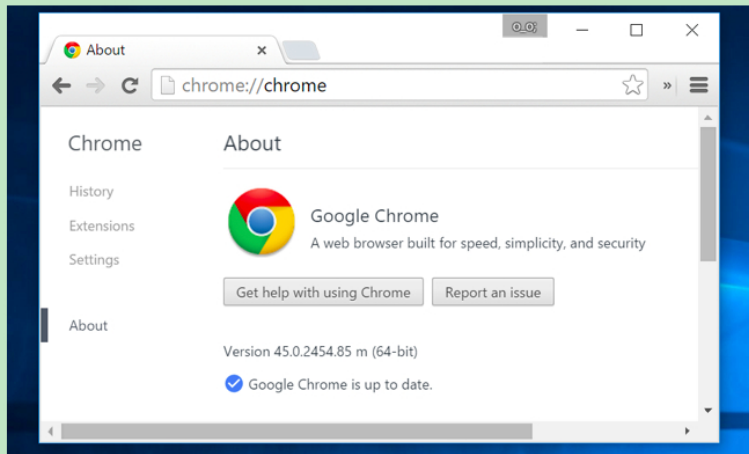 o_o;
About
chrome://chrome
»
Chrome
About
History
Extensions
Settings
About
Google Chrome
A web browser built for speed, simplicity, and security
Get help with using Chrome
Report an issue
Version 45.0.2454.85 m (64-bit)
Google Chrome is up to date.